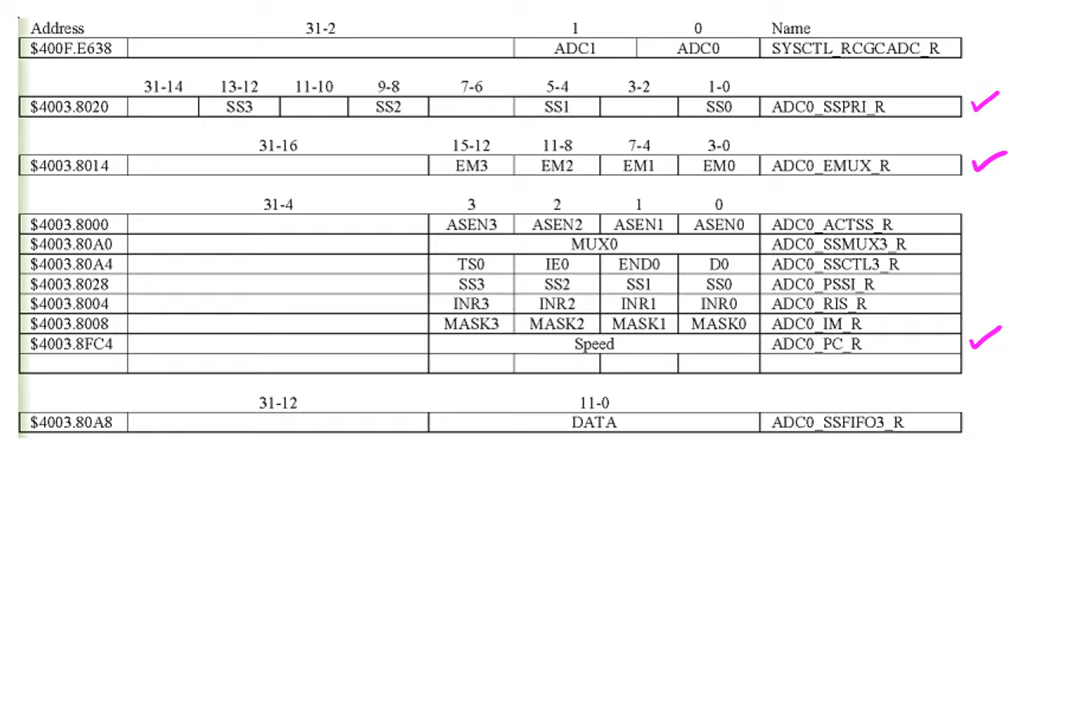 Address 31-2 1 0 Name
$400F.E638 ADC1 ADC0 SYSCTL_RCGCADC_R
31-14 13-12 11-10 9-8 7-6 5-4 3-2 1-0
$4003.8020 SS3 SS2 SS1 SS0 ADC0_SSPRI_R
31-16 15-12 11-8 7-4 3-0
$4003.8014 EM3 EM2 EM1 EM0 ADC0_EMUX_R
31-4 3 2 1 0
$4003.8000 ASEN3 ASEN2 ASEN1 ASEN0 ADC0_ACTSS_R
$4003.80A0 MUX0 ADC0_SSMUX3_R
$4003.80A4 TS0 IE0 END0 D0 ADC0_SSCTL3_R
$4003.8028 SS3 SS2 SS1 SS0 ADC0_PSSI_R
$4003.8004 INR3 INR2 INR1 INR0 ADC0_RIS_R
$4003.8008 MASK3 MASK2 MASK1 MASK0 ADC0_IM_R
$4003.8FC4 Speed ADC0_PC_R
31-12 11-0
$4003.80A8 DATA ADC0_SSFIFO3_R